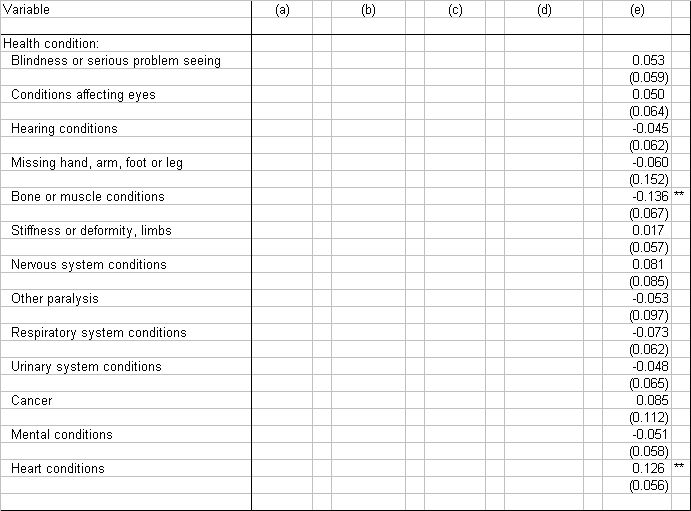 Variable (a) (b) (c) (d) (e)
Health condition:
Blindness or serious problem seeing 0.053
(0.059)
Conditions affecting eyes 0.050
(0.064)
Hearing conditions -0.045
(0.062)
Missing hand, arm, foot or leg -0.060
(0.152)
Bone or muscle conditions -0.136 **
(0.067)
Stiffness or deformity, limbs 0.017
(0.057)
Nervous system conditions 0.081
(0.085)
Other paralysis -0.053
(0.097)
Respiratory system conditions -0.073
(0.062)
Urinary system conditions -0.048
(0.065)
Cancer 0.085
(0.112)
Mental conditions -0.051
(0.058)
Heart conditions 0.126 **
(0.056)